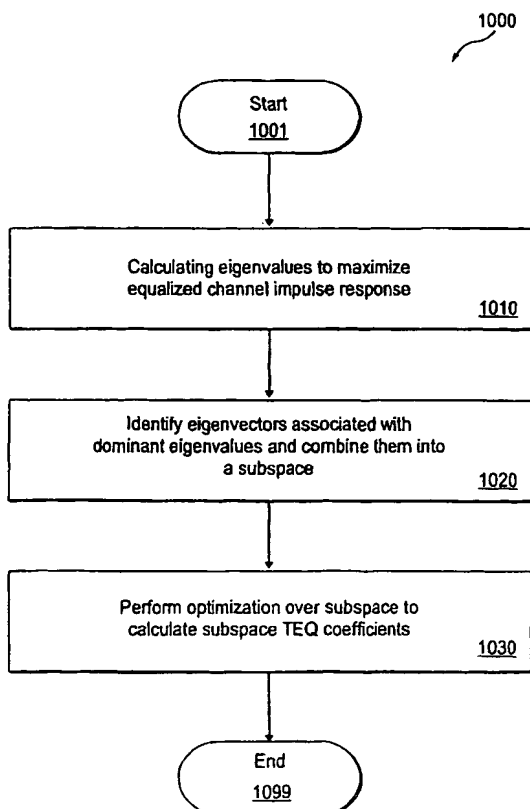 1000
Start
1001
Calculating eigenvalues to maximize
equalized channel impulse response
1010
Identify eigenvectors associated with
dominant eigenvalues and combine them into
a subspace
1020
Perform optimization over subspace to
calculate subspace TEQ coefficients
1030
End
1099